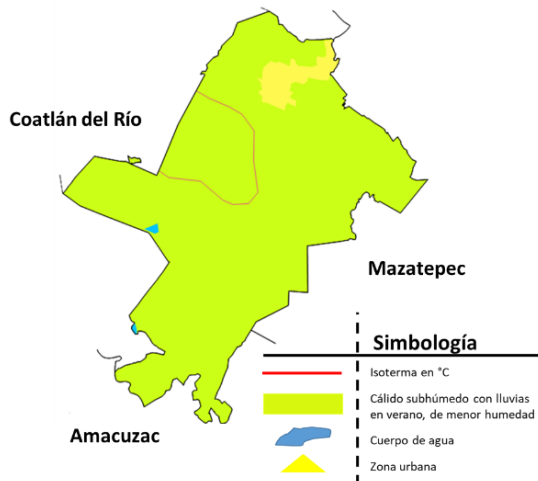 Coatlán del Río
Mazatepec
Amacuzac
Simbología
Isoterma en °C
Cálido subhúmedo con lluvias
en verano, de menor humedad
Cuerpo de agua
Zona urbana